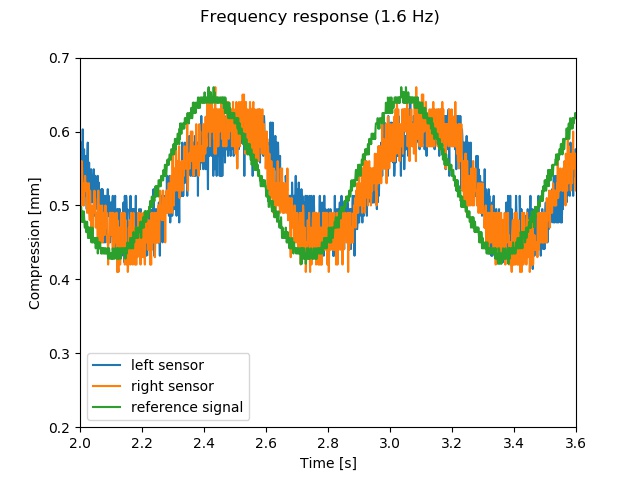 Frequency response (1.6 Hz)
0.7
0.6
0.5
0.4
0.3
0.2
Compression [mm]
left sensor
right sensor
reference signal
2.0 2.2 2.4 2.6 2.8 3.0 3.2 3.4 3.6
Time [s]